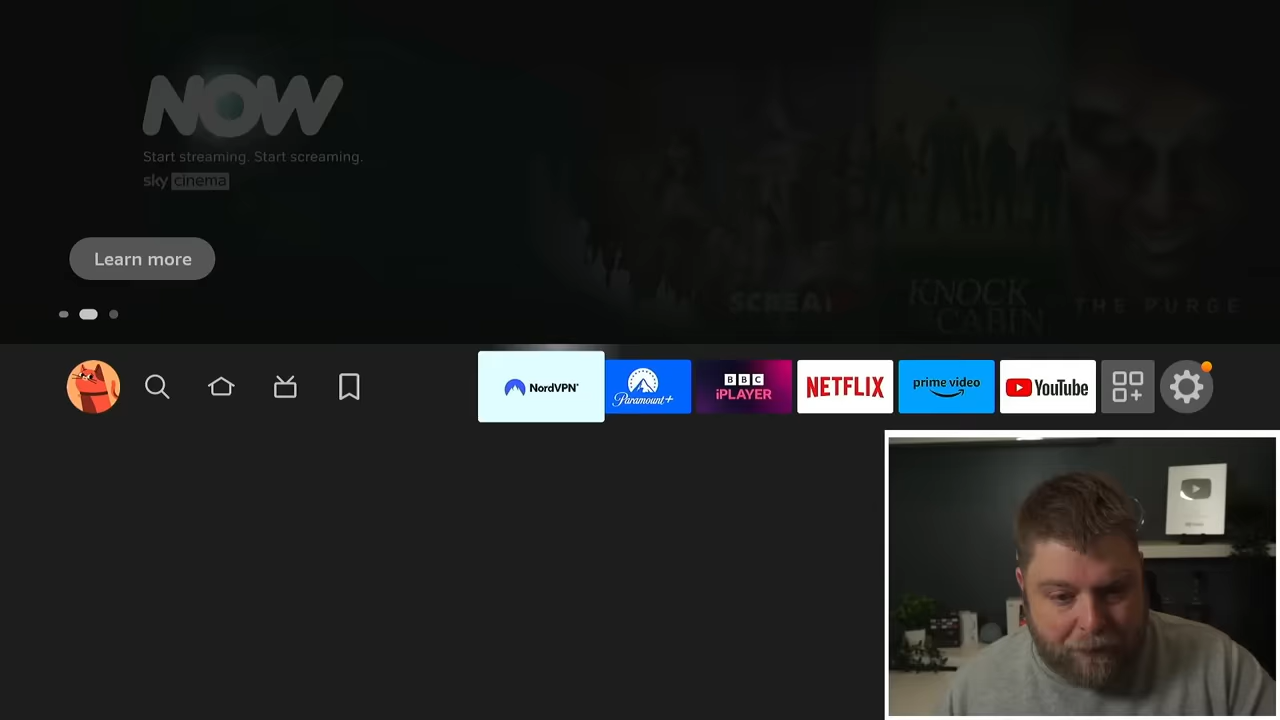 NOW
Start streaming. Start screaming.
sky cinema
Learn more
SCREAM
KNOCK
CABIN
THE PURGE
NordVPN
Paramount+
BBC
iPLAYER
NETFLIX
prime video
YouTube